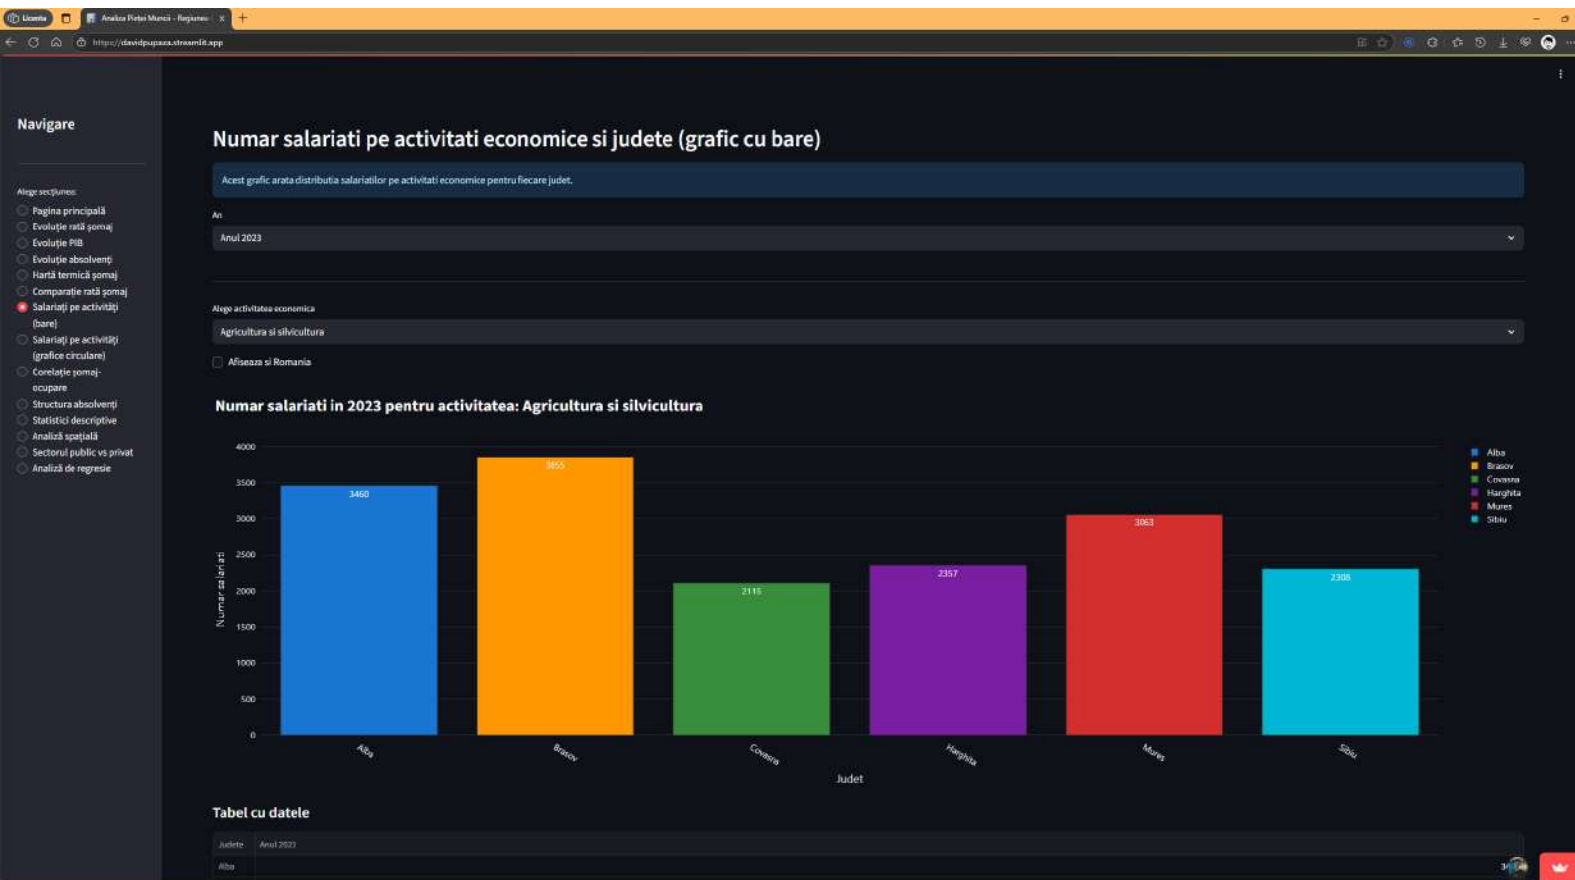 Licenta
Analiza Pieței Muncii - Regiunea
https://davidpupaza.streamlit.app
Navigare
Alege secțiunea:
Pagina principală
Evoluție rată șomaj
Evoluție PIB
Evoluție absolvenți
Hartă termică șomaj
Comparație rată șomaj
Salariați pe activități
(bare)
Salariați pe activități
(grafice circulare)
Corelație șomaj-
ocupare
Structura absolvenți
Statistici descriptive
Analiză spațială
Sectorul public vs privat
Analiză de regresie
Numar salariati pe activitati economice si judete (grafic cu bare)
Acest grafic arata distributia salariatilor pe activitati economice pentru fiecare judet.
An
Anul 2023
Alege activitatea economica
Agricultura si silvicultura
Afiseaza si Romania
Numar salariati in 2023 pentru activitatea: Agricultura si silvicultura
Numar salariati
4000
3500
3000
2500
2000
1500
1000
500
0
3460
3855
2115
2357
3063
2308
Alba
Brasov
Covasna
Harghita
Mures
Sibiu
Judet
Alba
Brasov
Covasna
Harghita
Mures
Sibiu
Tabel cu datele
Judete Anul 2023
Alba